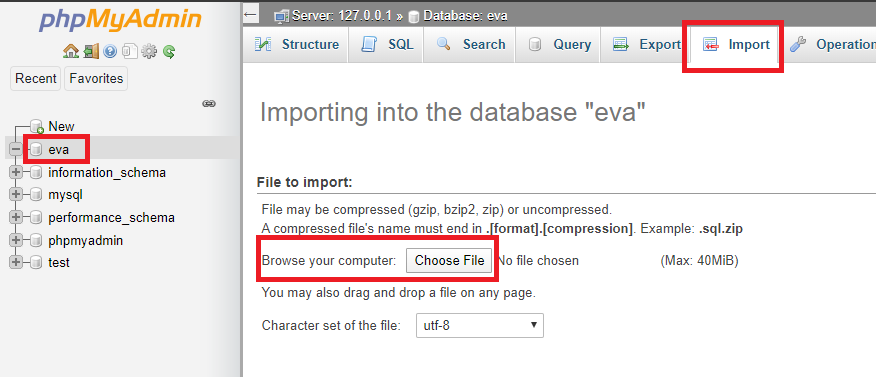 phpMyAdmin
Recent Favorites
New
eva
information_schema
mysql
performance_schema
phpmyadmin
test
Server: 127.0.0.1 » Database: eva
Structure SQL Search Query Export Import Operation
Importing into the database "eva"
File to import:
File may be compressed (gzip, bzip2, zip) or uncompressed.
A compressed file's name must end in .[format].[compression]. Example: .sql.zip
Browse your computer: Choose File No file chosen (Max: 40MiB)
You may also drag and drop a file on any page.
Character set of the file: utf-8